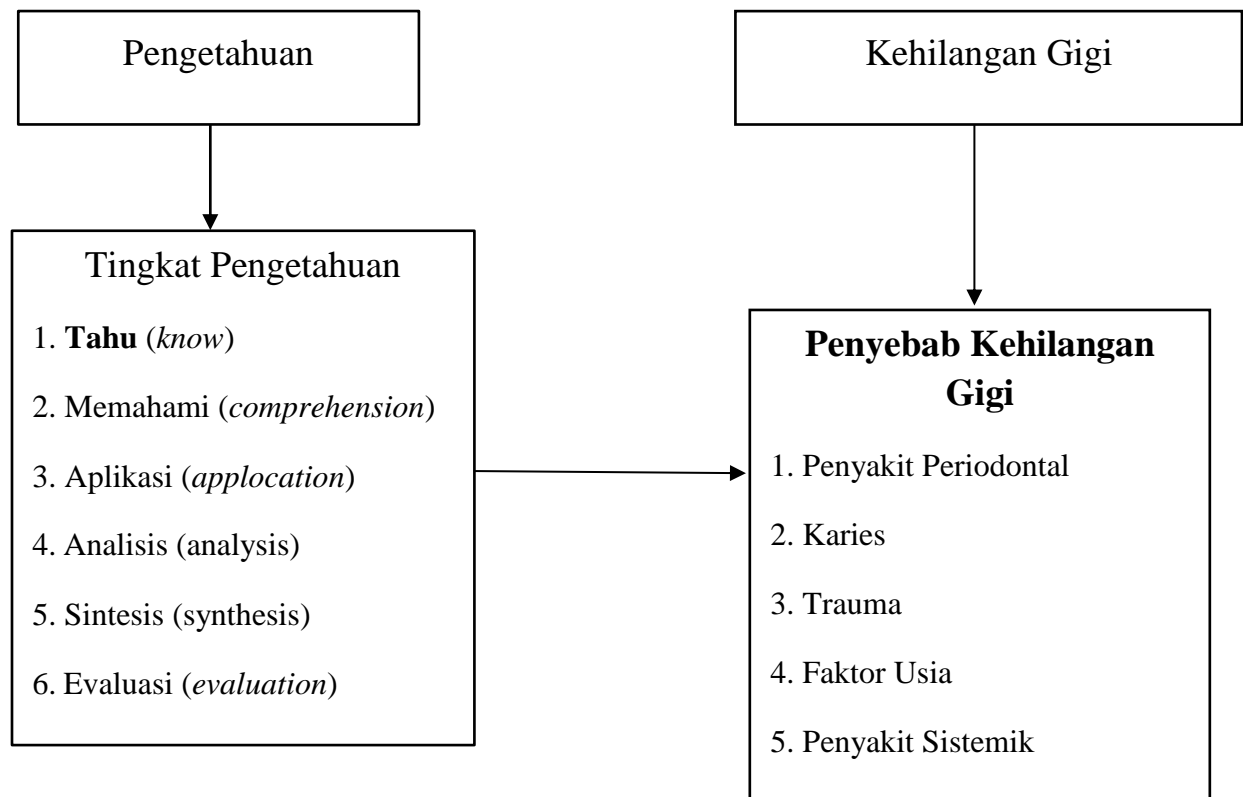 Pengetahuan
Kehilangan Gigi
Tingkat Pengetahuan
1. Tahu (know)
2. Memahami (comprehension)
3. Aplikasi (applocation)
4. Analisis (analysis)
5. Sintesis (synthesis)
6. Evaluasi (evaluation)
Penyebab Kehilangan
Gigi
1. Penyakit Periodontal
2. Karies
3. Trauma
4. Faktor Usia
5. Penyakit Sistemik